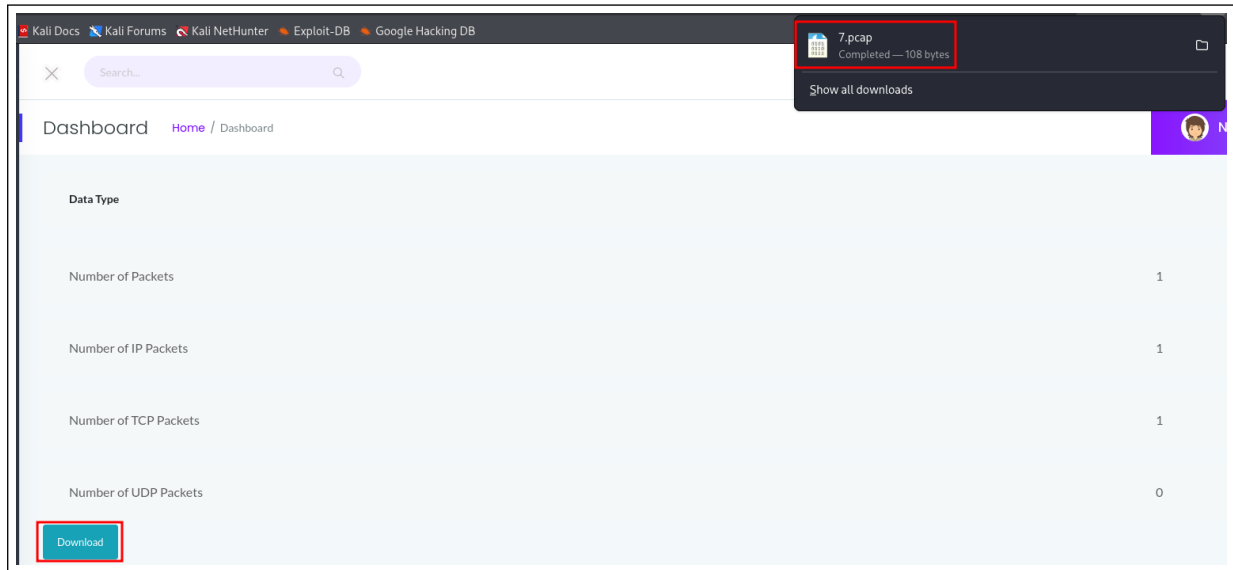 Kali Docs Kali Forums Kali NetHunter Exploit-DB Google Hacking DB
7.pcap
Completed — 108 bytes
Show all downloads
Search...
Dashboard Home / Dashboard
N
Data Type
Number of Packets 1
Number of IP Packets 1
Number of TCP Packets 1
Number of UDP Packets 0
Download